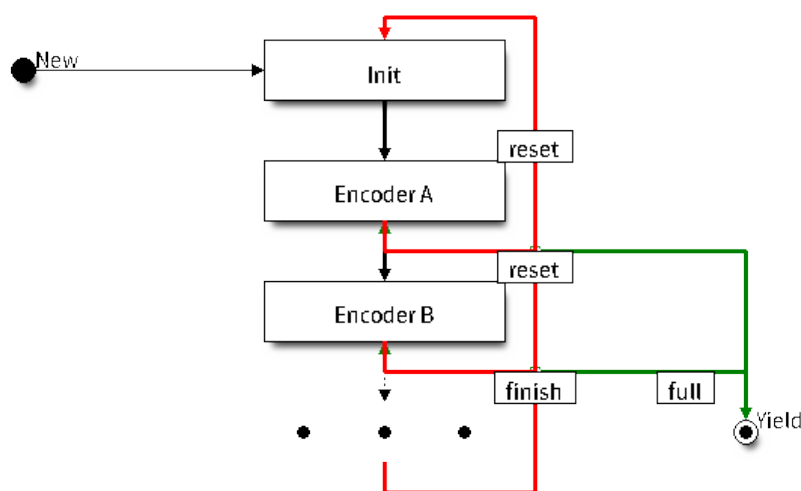 New
Init
reset
Encoder A
reset
Encoder B
finish
full
Yield